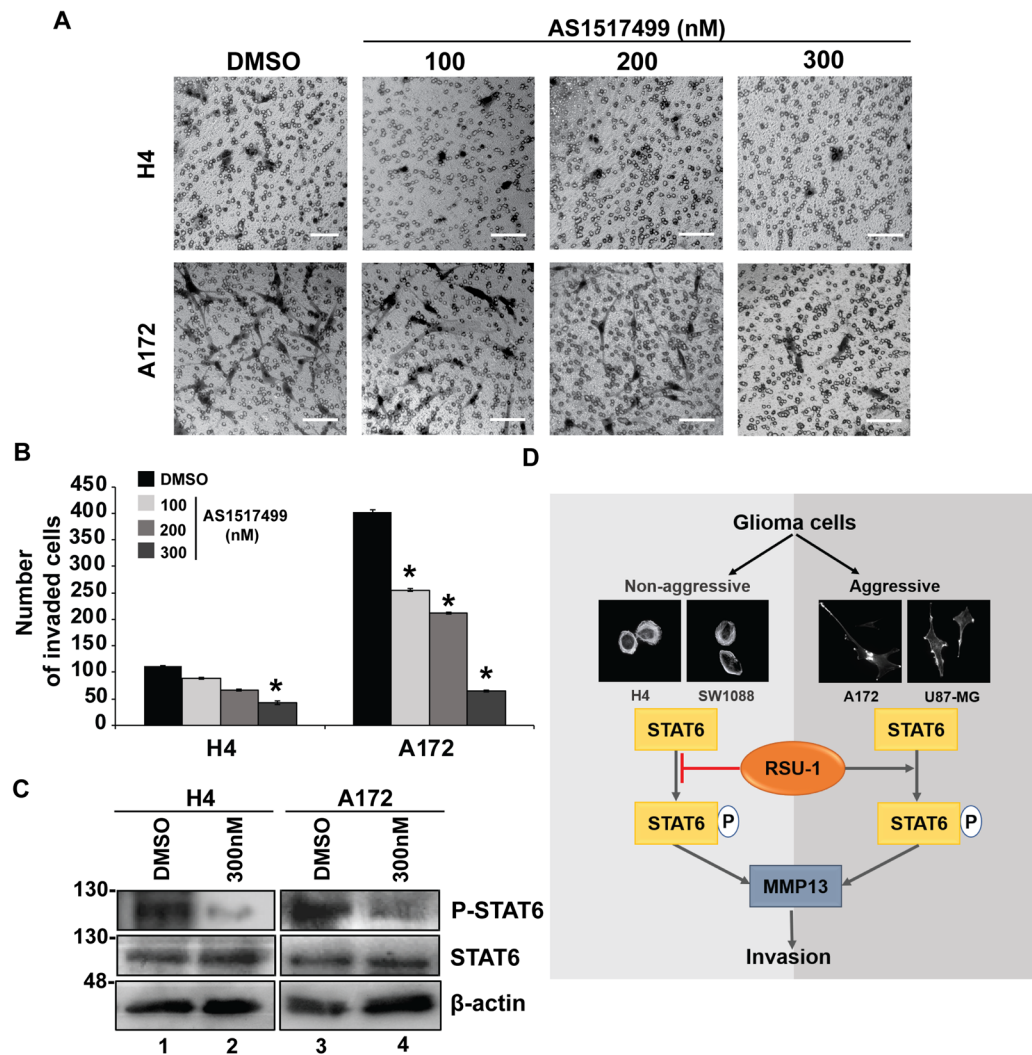 A
AS1517499 (nM)
DMSO
100
200
300
H4
A172
B
450
400
350
300
250
200
150
100
50
0
Number
of invaded cells
DMSO
100
200
300
AS1517499
(nM)
*
*
*
*
H4
A172
C
H4
A172
DMSO
300nM
DMSO
300nM
130
P-STAT6
130
STAT6
48
β-actin
1
2
3
4
D
Glioma cells
Non-aggressive
Aggressive
H4
SW1088
A172
U87-MG
STAT6
STAT6
RSU-1
STAT6
P
STAT6
P
MMP13
Invasion